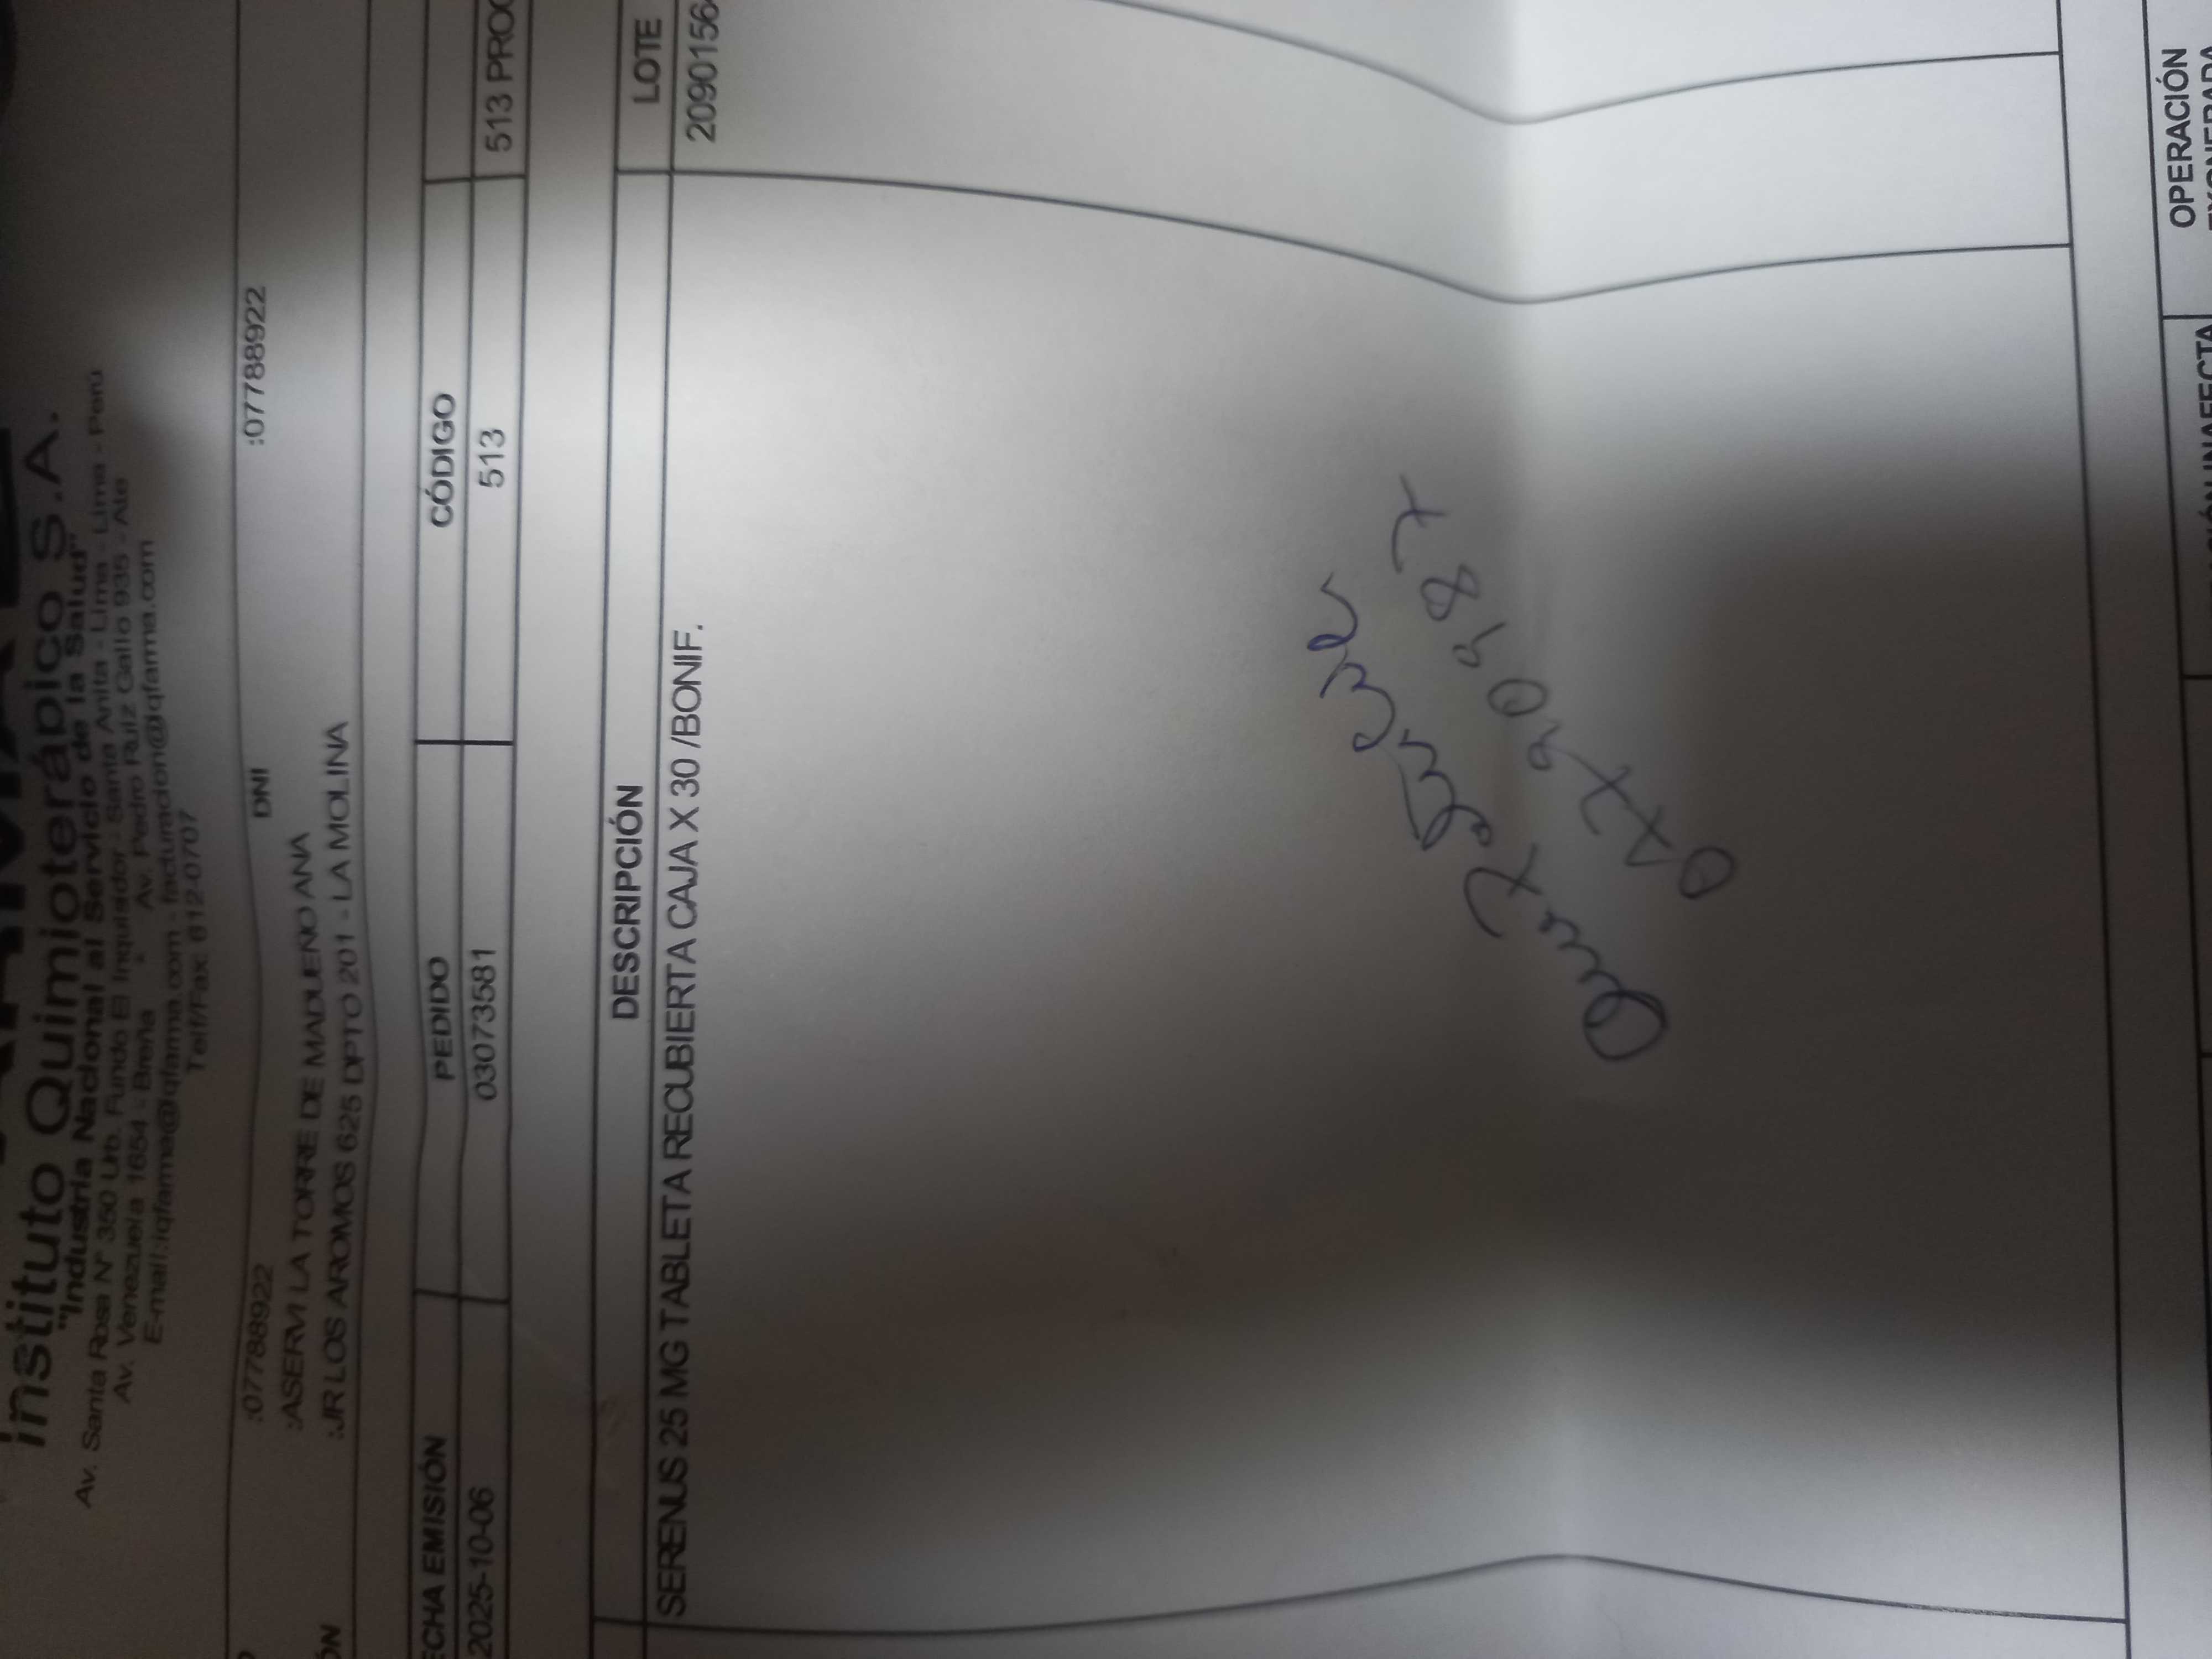 Instituto Quimioterápico S.A.
"Industria Nacional al Servicio de la Salud"
Av. Santa Rosa Nº 350 Urb. Fundo El Inquisidor - Santa Anita - Lima - Lima - Perú
Av. Venezuela 1654 - Breña * Av. Pedro Ruiz Gallo 935 - Ate
E-mail:iqfarma@iqfarma.com - facturacion@iqfarma.com
Telf/Fax: 612-0707
:07788922 DNI :07788922
:ASERVI LA TORRE DE MADUENO ANA
ÓN :JR LOS AROMOS 625 DPTO 201 - LA MOLINA
ECHA EMISIÓN PEDIDO CÓDIGO
2025-10-06 03073581 513 513 PROC
DESCRIPCIÓN LOTE
SERENUS 25 MG TABLETA RECUBIERTA CAJA X 30 /BONIF. 2090156
OPERACIÓN